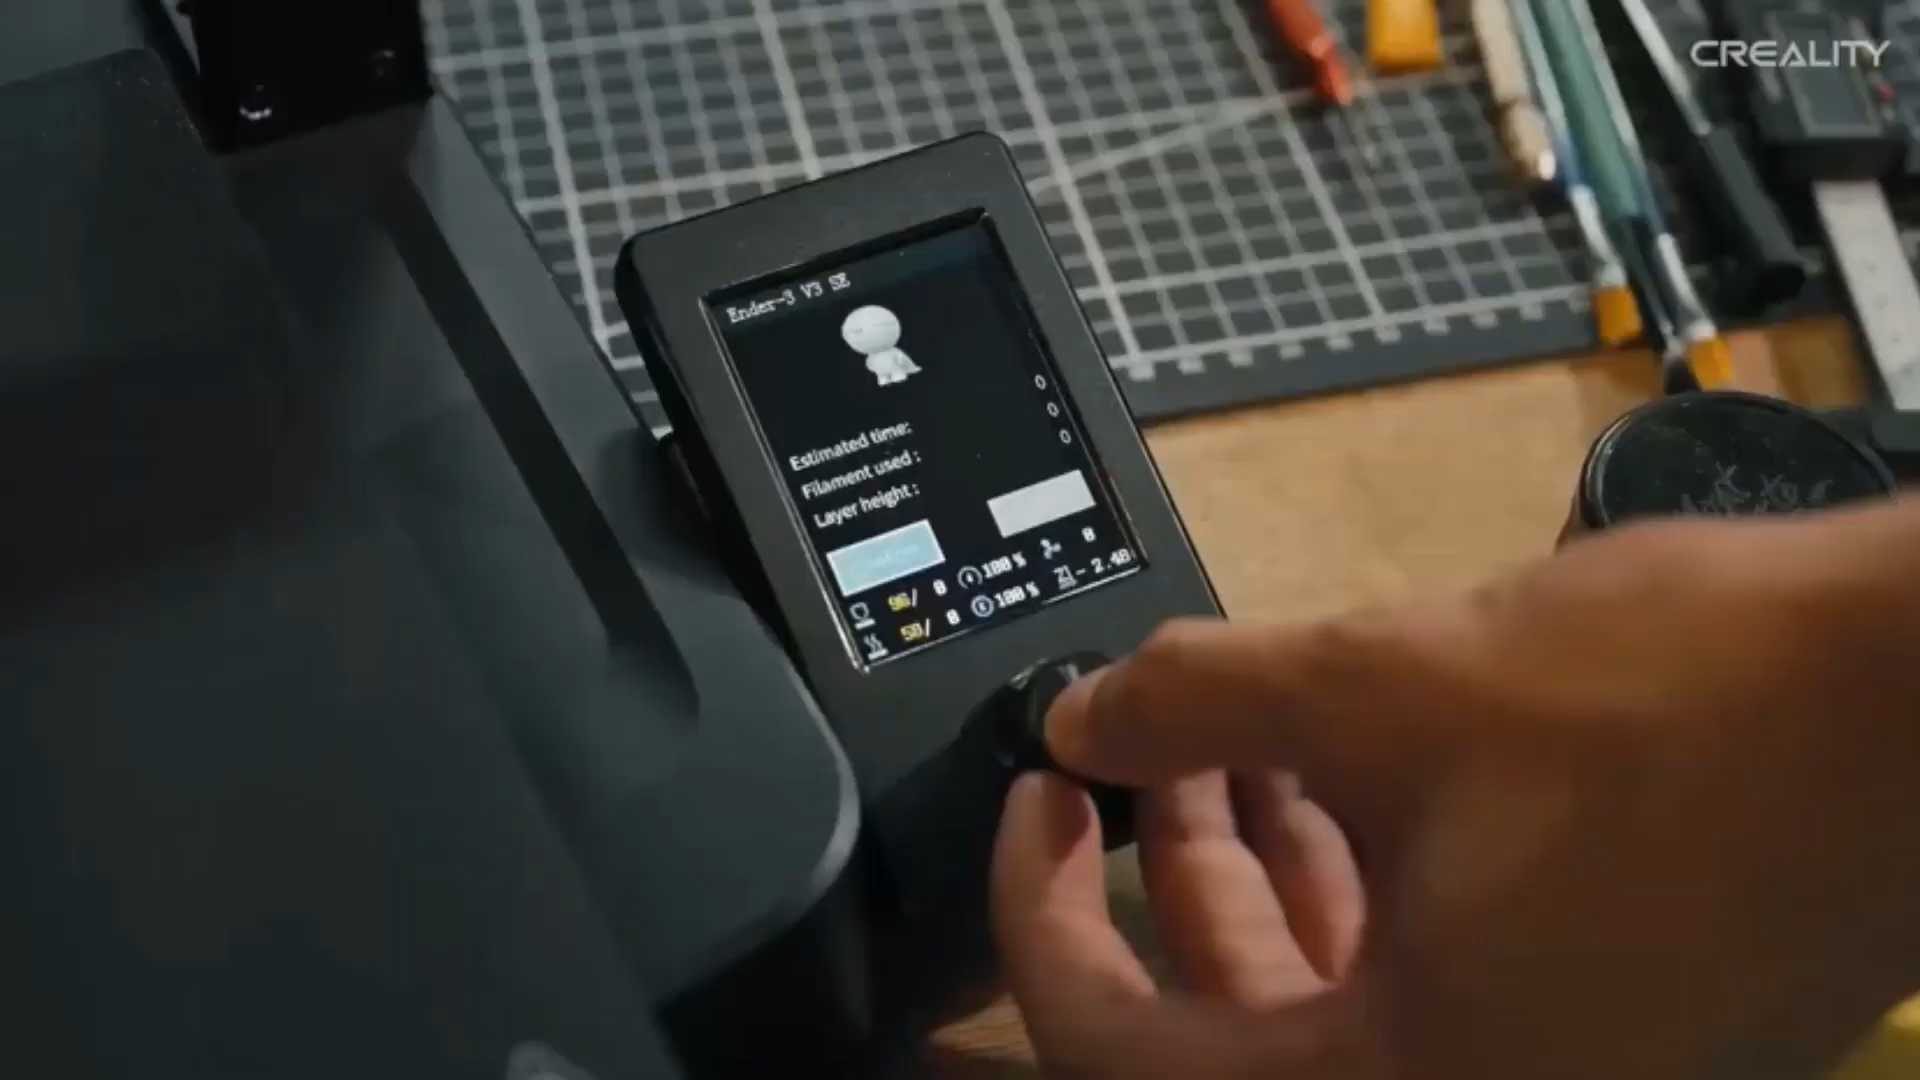 CREALITY
Ender-3 V3 SE
0
0
0
Estimated time:
Filament used :
Layer height :
96/ 0 100% 0
50/ 0 100% Z1-2.40